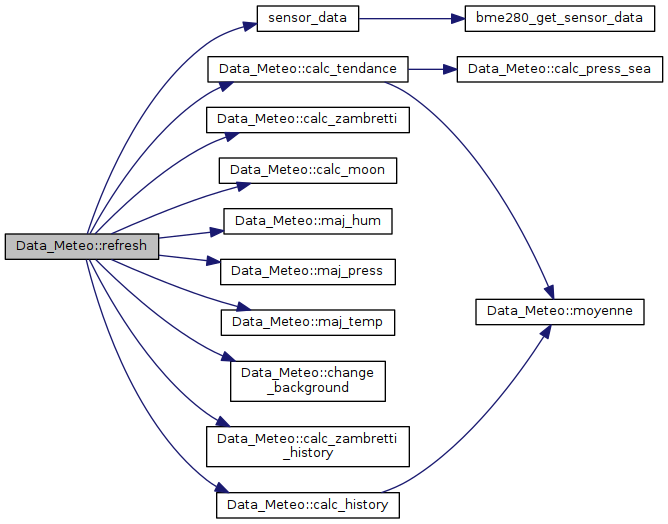 sensor_data
bme280_get_sensor_data
Data_Meteo::calc_tendance
Data_Meteo::calc_press_sea
Data_Meteo::calc_zambretti
Data_Meteo::calc_moon
Data_Meteo::maj_hum
Data_Meteo::refresh
Data_Meteo::maj_press
Data_Meteo::moyenne
Data_Meteo::maj_temp
Data_Meteo::change
_background
Data_Meteo::calc_zambretti
_history
Data_Meteo::calc_history